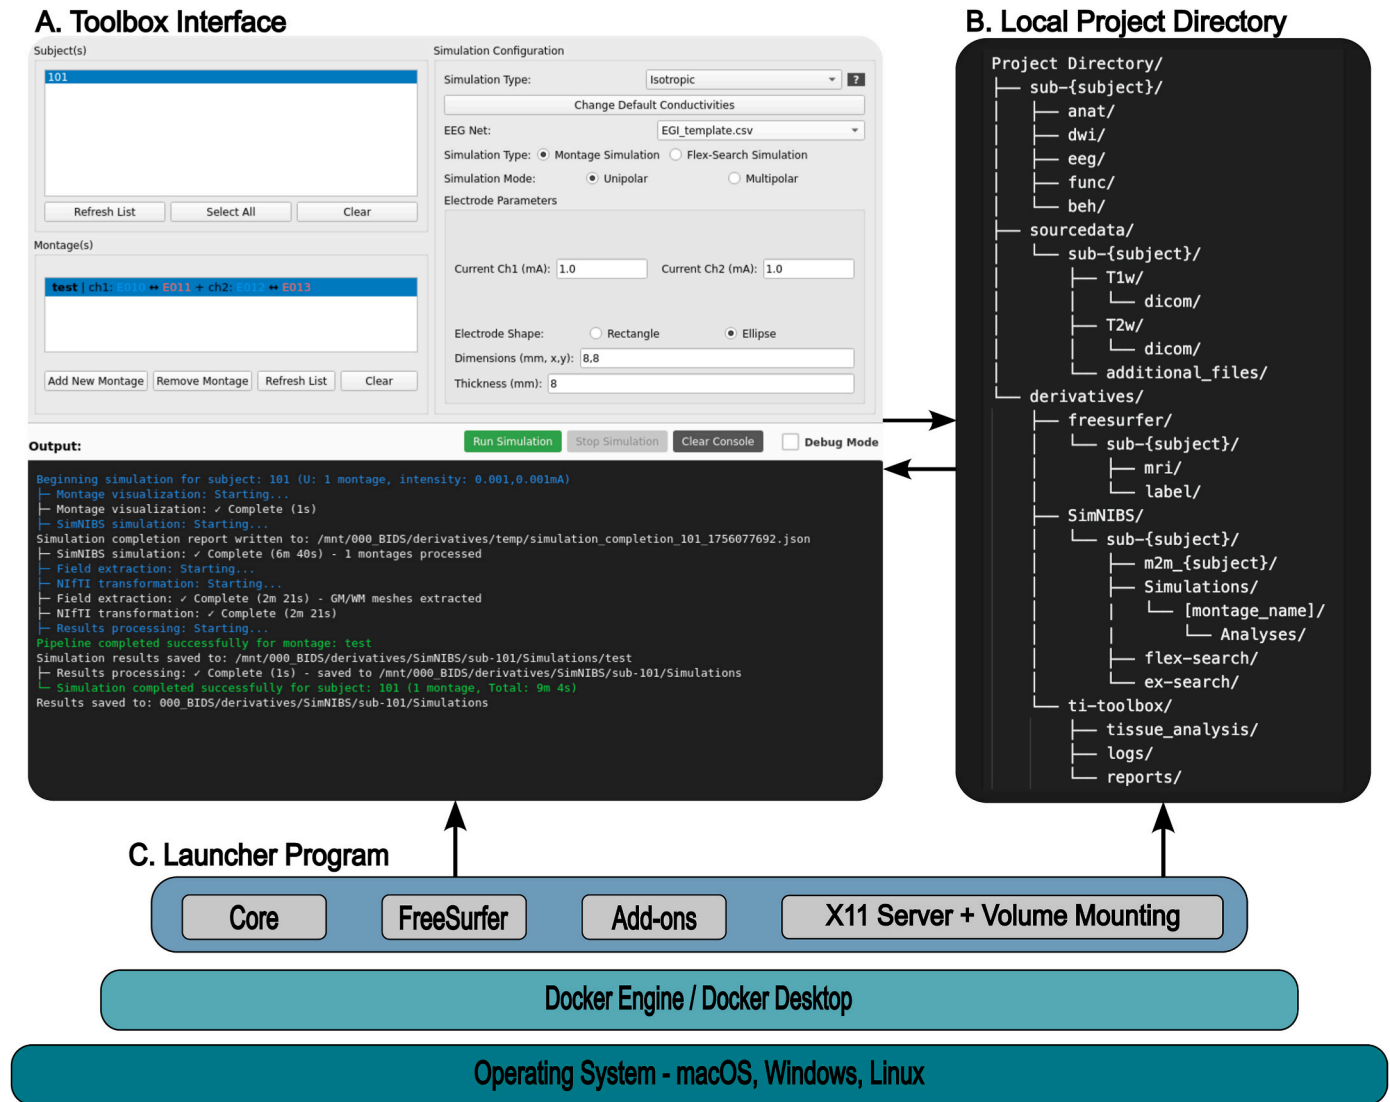 A. Toolbox Interface
Subject(s)
101
Refresh List
Select All
Clear
Montage(s)
test | ch1: E010 ↔ E011 + ch2: E012 ↔ E013
Add New Montage
Remove Montage
Refresh List
Clear
Simulation Configuration
Simulation Type: Isotropic ?
Change Default Conductivities
EEG Net: EGI_template.csv
Simulation Type: Montage Simulation Flex-Search Simulation
Simulation Mode: Unipolar Multipolar
Electrode Parameters
Current Ch1 (mA): 1.0 Current Ch2 (mA): 1.0
Electrode Shape: Rectangle Ellipse
Dimensions (mm, x,y): 8,8
Thickness (mm): 8
Output:
Run Simulation
Stop Simulation
Clear Console
Debug Mode
Beginning simulation for subject: 101 (U: 1 montage, intensity: 0.001,0.001mA)
├─ Montage visualization: Starting...
├─ Montage visualization: ✓ Complete (1s)
├─ SimNIBS simulation: Starting...
Simulation completion report written to: /mnt/000_BIDS/derivatives/temp/simulation_completion_101_1756077692.json
├─ SimNIBS simulation: ✓ Complete (6m 40s) - 1 montages processed
├─ Field extraction: Starting...
├─ NIfTI transformation: Starting...
├─ Field extraction: ✓ Complete (2m 21s) - GM/WM meshes extracted
├─ NIfTI transformation: ✓ Complete (2m 21s)
├─ Results processing: Starting...
Pipeline completed successfully for montage: test
Simulation results saved to: /mnt/000_BIDS/derivatives/SimNIBS/sub-101/Simulations/test
├─ Results processing: ✓ Complete (1s) - saved to /mnt/000_BIDS/derivatives/SimNIBS/sub-101/Simulations
└─ Simulation completed successfully for subject: 101 (1 montage, Total: 9m 4s)
Results saved to: 000_BIDS/derivatives/SimNIBS/sub-101/Simulations
B. Local Project Directory
Project Directory/
├── sub-{subject}/
│   ├── anat/
│   ├── dwi/
│   ├── eeg/
│   ├── func/
│   └── beh/
├── sourcedata/
│   └── sub-{subject}/
│       ├── T1w/
│       │   └── dicom/
│       ├── T2w/
│       │   └── dicom/
│       └── additional_files/
└── derivatives/
    ├── freesurfer/
    │   └── sub-{subject}/
    │       ├── mri/
    │       └── label/
    ├── SimNIBS/
    │   └── sub-{subject}/
    │       ├── m2m_{subject}/
    │       ├── Simulations/
    │       |   └── [montage_name]/
    │       |       └── Analyses/
    │       ├── flex-search/
    │       └── ex-search/
    └── ti-toolbox/
        ├── tissue_analysis/
        ├── logs/
        └── reports/
C. Launcher Program
Core
FreeSurfer
Add-ons
X11 Server + Volume Mounting
Docker Engine / Docker Desktop
Operating System - macOS, Windows, Linux